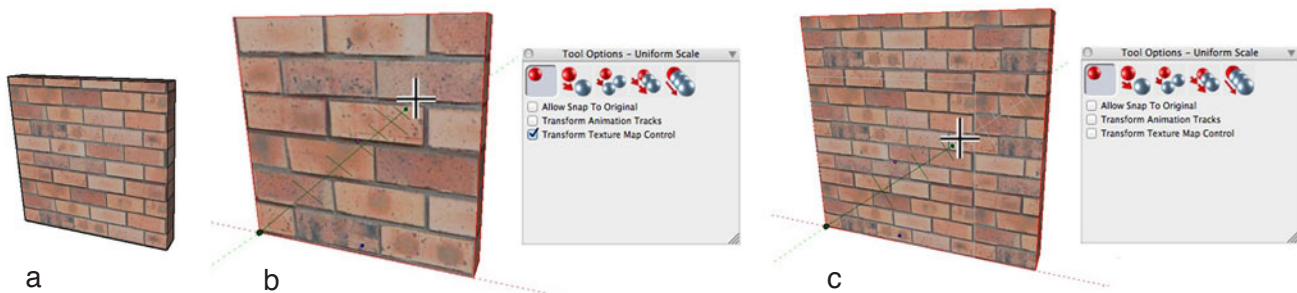 Tool Options - Uniform Scale
Allow Snap To Original
Transform Animation Tracks
Transform Texture Map Control
Tool Options - Uniform Scale
Allow Snap To Original
Transform Animation Tracks
Transform Texture Map Control
a
b
c